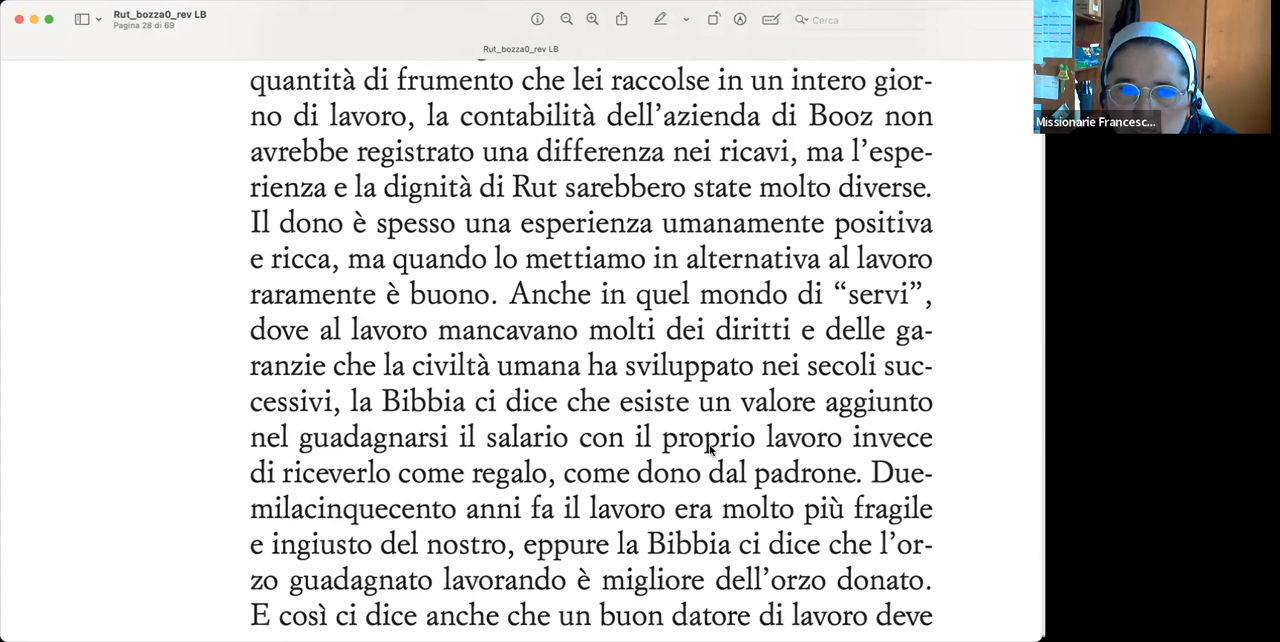 Rut_bozza0_rev LB
Pagina 28 di 69
Cerca
Rut_bozza0_rev LB
Missionarie Francesc...
quantità di frumento che lei raccolse in un intero gior-
no di lavoro, la contabilità dell’azienda di Booz non
avrebbe registrato una differenza nei ricavi, ma l’espe-
rienza e la dignità di Rut sarebbero state molto diverse.
Il dono è spesso una esperienza umanamente positiva
e ricca, ma quando lo mettiamo in alternativa al lavoro
raramente è buono. Anche in quel mondo di “servi”,
dove al lavoro mancavano molti dei diritti e delle ga-
ranzie che la civiltà umana ha sviluppato nei secoli suc-
cessivi, la Bibbia ci dice che esiste un valore aggiunto
nel guadagnarsi il salario con il proprio lavoro invece
di riceverlo come regalo, come dono dal padrone. Due-
milacinquecento anni fa il lavoro era molto più fragile
e ingiusto del nostro, eppure la Bibbia ci dice che l’or-
zo guadagnato lavorando è migliore dell’orzo donato.
E così ci dice anche che un buon datore di lavoro deve